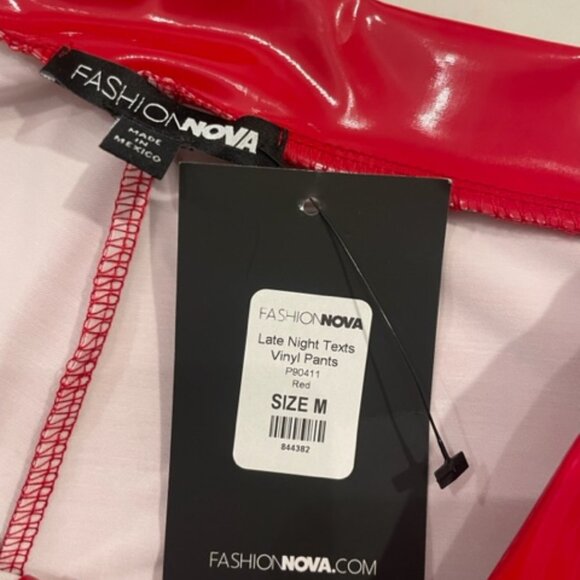 FASHIONNOVA
MADE
IN
MEXICO
FASHIONNOVA
Late Night Texts
Vinyl Pants
P90411
Red
SIZE M
844382
FASHIONNOVA.COM